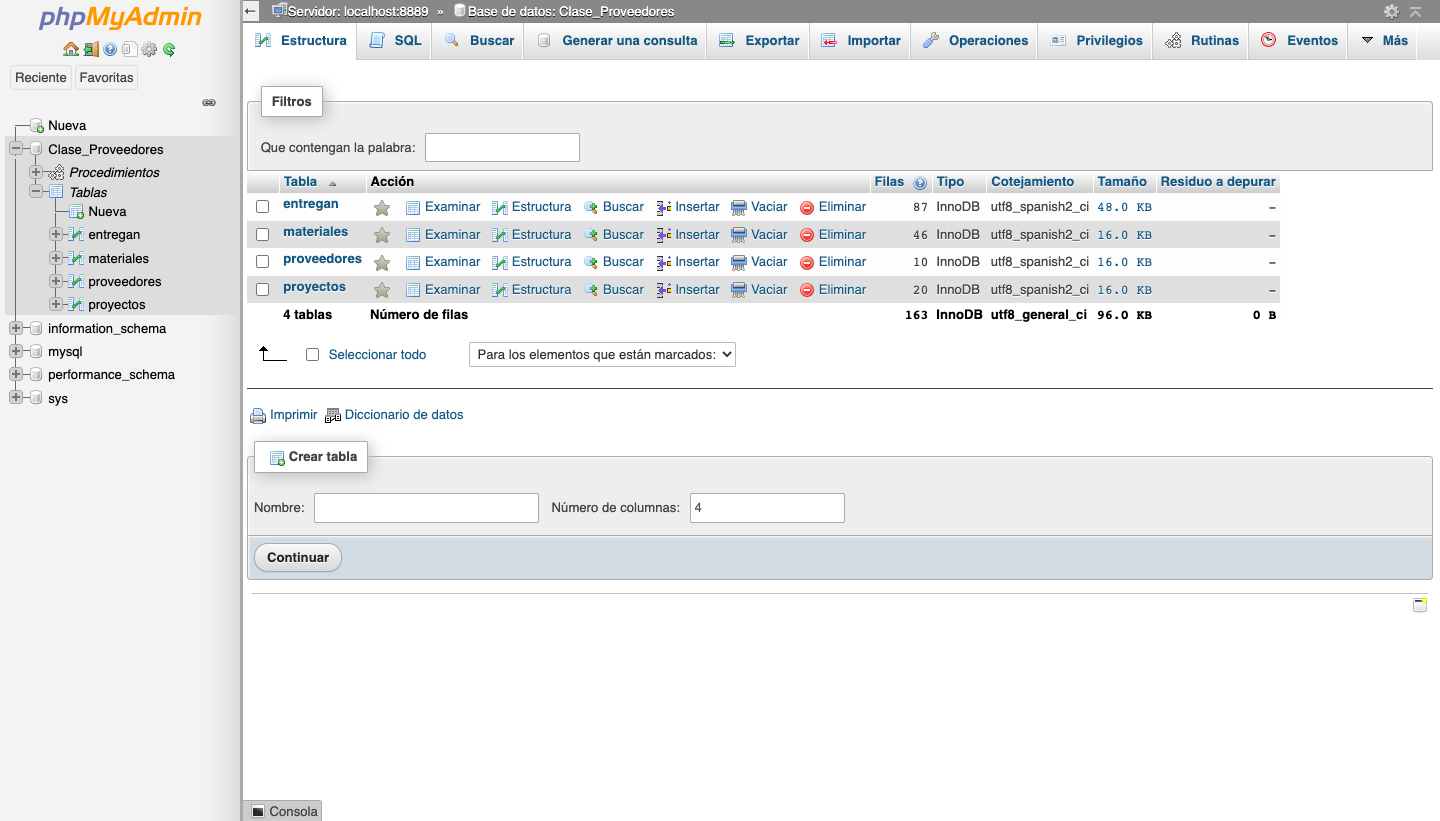 phpMyAdmin
Reciente Favoritas
Nueva
Clase_Proveedores
Procedimientos
Tablas
Nueva
entregan
materiales
proveedores
proyectos
information_schema
mysql
performance_schema
sys
Servidor: localhost:8889 » Base de datos: Clase_Proveedores
Estructura SQL Buscar Generar una consulta Exportar Importar Operaciones Privilegios Rutinas Eventos Más
Filtros
Que contengan la palabra:
Tabla Acción Filas Tipo Cotejamiento Tamaño Residuo a depurar
entregan Examinar Estructura Buscar Insertar Vaciar Eliminar 87 InnoDB utf8_spanish2_ci 48.0 KB –
materiales Examinar Estructura Buscar Insertar Vaciar Eliminar 46 InnoDB utf8_spanish2_ci 16.0 KB –
proveedores Examinar Estructura Buscar Insertar Vaciar Eliminar 10 InnoDB utf8_spanish2_ci 16.0 KB –
proyectos Examinar Estructura Buscar Insertar Vaciar Eliminar 20 InnoDB utf8_spanish2_ci 16.0 KB –
4 tablas Número de filas 163 InnoDB utf8_general_ci 96.0 KB 0 B
Seleccionar todo Para los elementos que están marcados:
Imprimir Diccionario de datos
Crear tabla
Nombre: Número de columnas: 4
Continuar
Consola